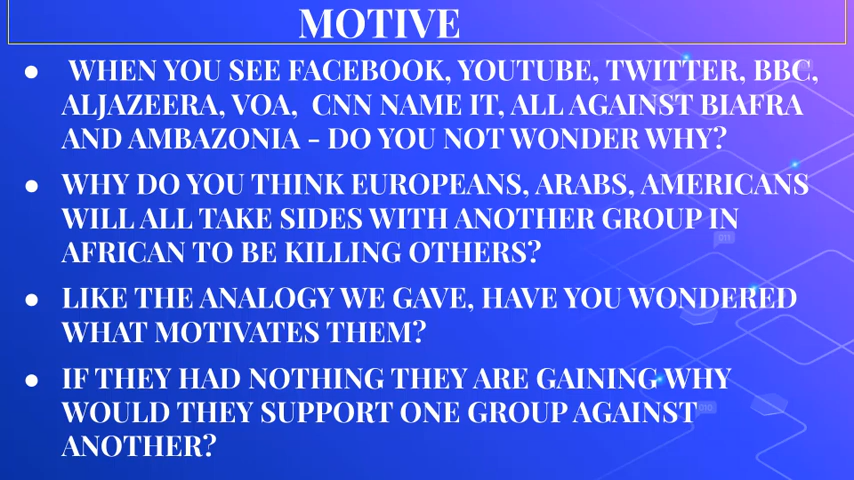 MOTIVE
● WHEN YOU SEE FACEBOOK, YOUTUBE, TWITTER, BBC,
ALJAZEERA, VOA, CNN NAME IT, ALL AGAINST BIAFRA
AND AMBAZONIA - DO YOU NOT WONDER WHY?
● WHY DO YOU THINK EUROPEANS, ARABS, AMERICANS
WILL ALL TAKE SIDES WITH ANOTHER GROUP IN
AFRICAN TO BE KILLING OTHERS?
● LIKE THE ANALOGY WE GAVE, HAVE YOU WONDERED
WHAT MOTIVATES THEM?
● IF THEY HAD NOTHING THEY ARE GAINING WHY
WOULD THEY SUPPORT ONE GROUP AGAINST
ANOTHER?